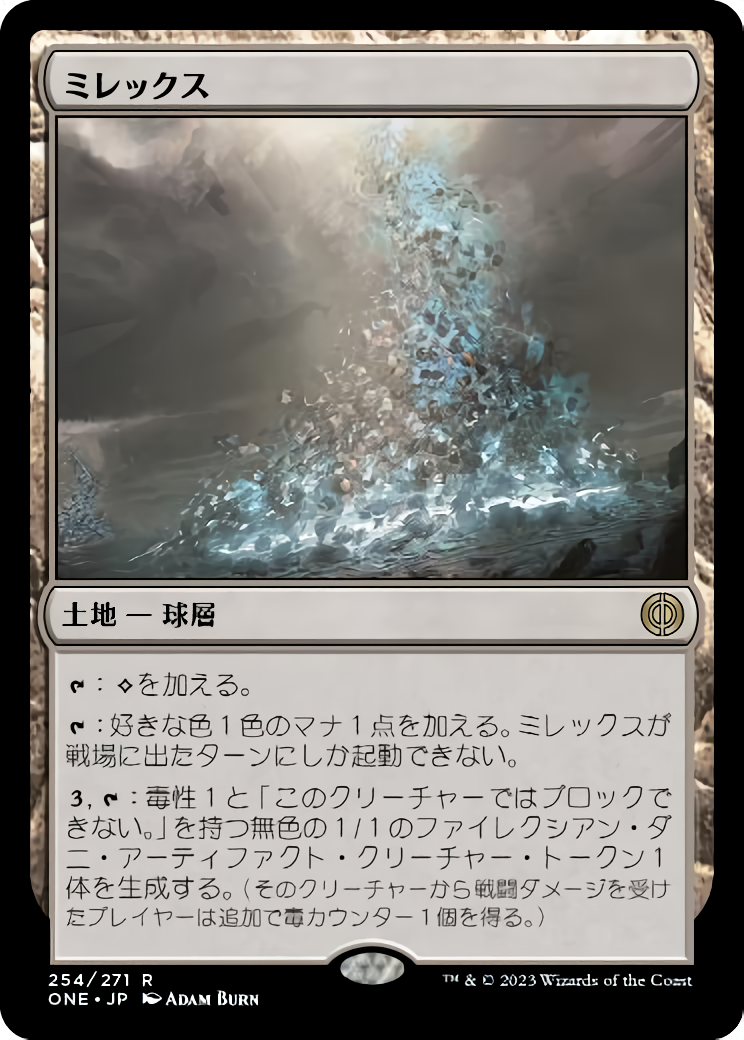 ミレックス
土地 — 球層
：を加える。
：好きな色１色のマナ１点を加える。ミレックスが
戦場に出たターンにしか起動できない。
3, ：毒性１と「このクリーチャーではブロックで
きない。」を持つ無色の１/１のファイレクシアン・ダ
ニ・アーティファクト・クリーチャー・トークン１
体を生成する。（そのクリーチャーから戦闘ダメージを受け
たプレイヤーは追加で毒カウンター１個を得る。）
254/271 R
ONE • JP ADAM BURN
™ & © 2023 Wizards of the Coast